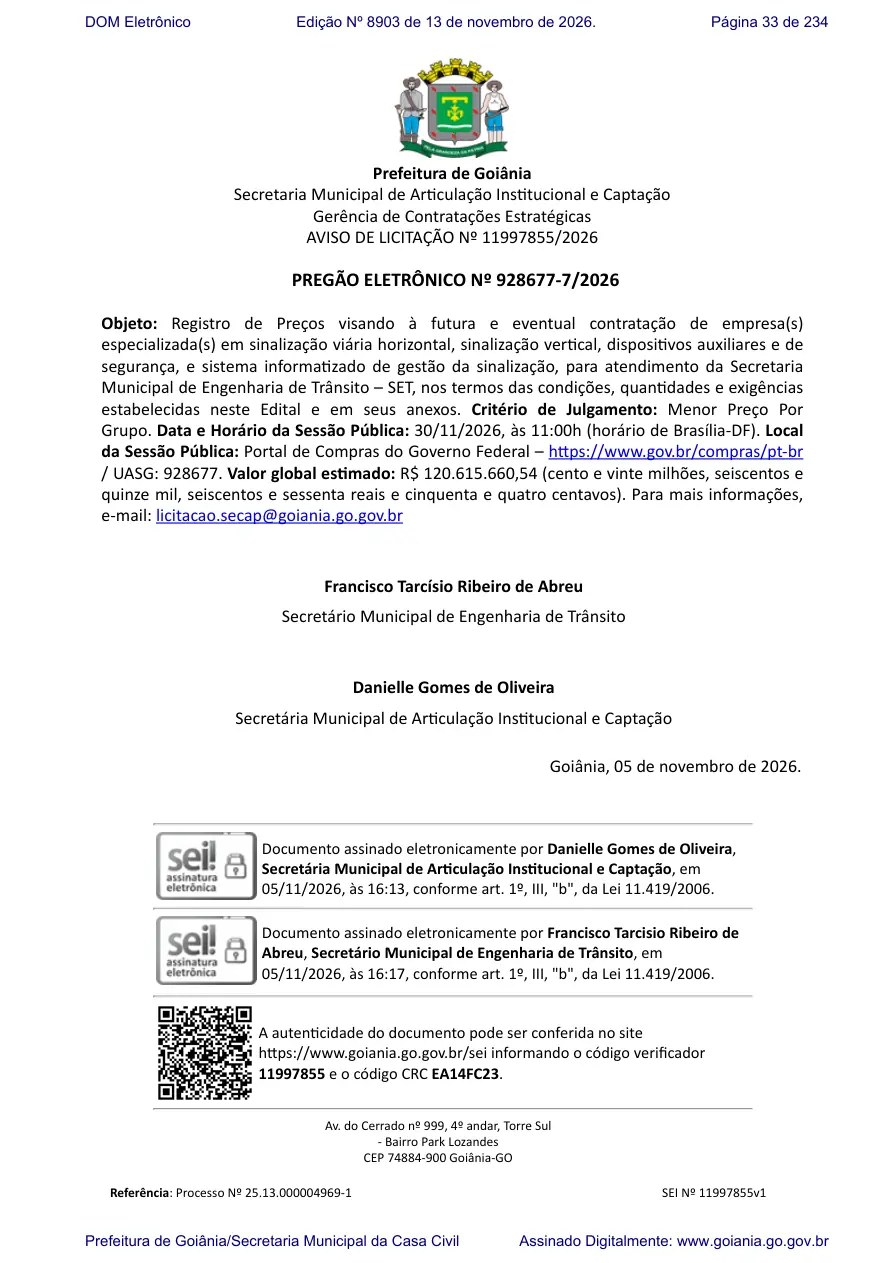 DOM Eletrônico Edição Nº 8903 de 13 de novembro de 2026. Página 33 de 234
PELA GRANDEZA DA PÁTRIA
Prefeitura de Goiânia
Secretaria Municipal de Articulação Institucional e Captação
Gerência de Contratações Estratégicas
AVISO DE LICITAÇÃO Nº 11997855/2026
PREGÃO ELETRÔNICO Nº 928677-7/2026
Objeto: Registro de Preços visando à futura e eventual contratação de empresa(s)
especializada(s) em sinalização viária horizontal, sinalização vertical, dispositivos auxiliares e de
segurança, e sistema informatizado de gestão da sinalização, para atendimento da Secretaria
Municipal de Engenharia de Trânsito – SET, nos termos das condições, quantidades e exigências
estabelecidas neste Edital e em seus anexos. Critério de Julgamento: Menor Preço Por
Grupo. Data e Horário da Sessão Pública: 30/11/2026, às 11:00h (horário de Brasília-DF). Local
da Sessão Pública: Portal de Compras do Governo Federal – https://www.gov.br/compras/pt-br
/ UASG: 928677. Valor global estimado: R$ 120.615.660,54 (cento e vinte milhões, seiscentos e
quinze mil, seiscentos e sessenta reais e cinquenta e quatro centavos). Para mais informações,
e-mail: licitacao.secap@goiania.go.gov.br
Francisco Tarcísio Ribeiro de Abreu
Secretário Municipal de Engenharia de Trânsito
Danielle Gomes de Oliveira
Secretária Municipal de Articulação Institucional e Captação
Goiânia, 05 de novembro de 2026.
sei!
assinatura
eletrônica
Documento assinado eletronicamente por Danielle Gomes de Oliveira,
Secretária Municipal de Articulação Institucional e Captação, em
05/11/2026, às 16:13, conforme art. 1º, III, "b", da Lei 11.419/2006.
sei!
assinatura
eletrônica
Documento assinado eletronicamente por Francisco Tarcisio Ribeiro de
Abreu, Secretário Municipal de Engenharia de Trânsito, em
05/11/2026, às 16:17, conforme art. 1º, III, "b", da Lei 11.419/2006.
A autenticidade do documento pode ser conferida no site
https://www.goiania.go.gov.br/sei informando o código verificador
11997855 e o código CRC EA14FC23.
Av. do Cerrado nº 999, 4º andar, Torre Sul
- Bairro Park Lozandes
CEP 74884-900 Goiânia-GO
Referência: Processo Nº 25.13.000004969-1 SEI Nº 11997855v1
Prefeitura de Goiânia/Secretaria Municipal da Casa Civil Assinado Digitalmente: www.goiania.go.gov.br